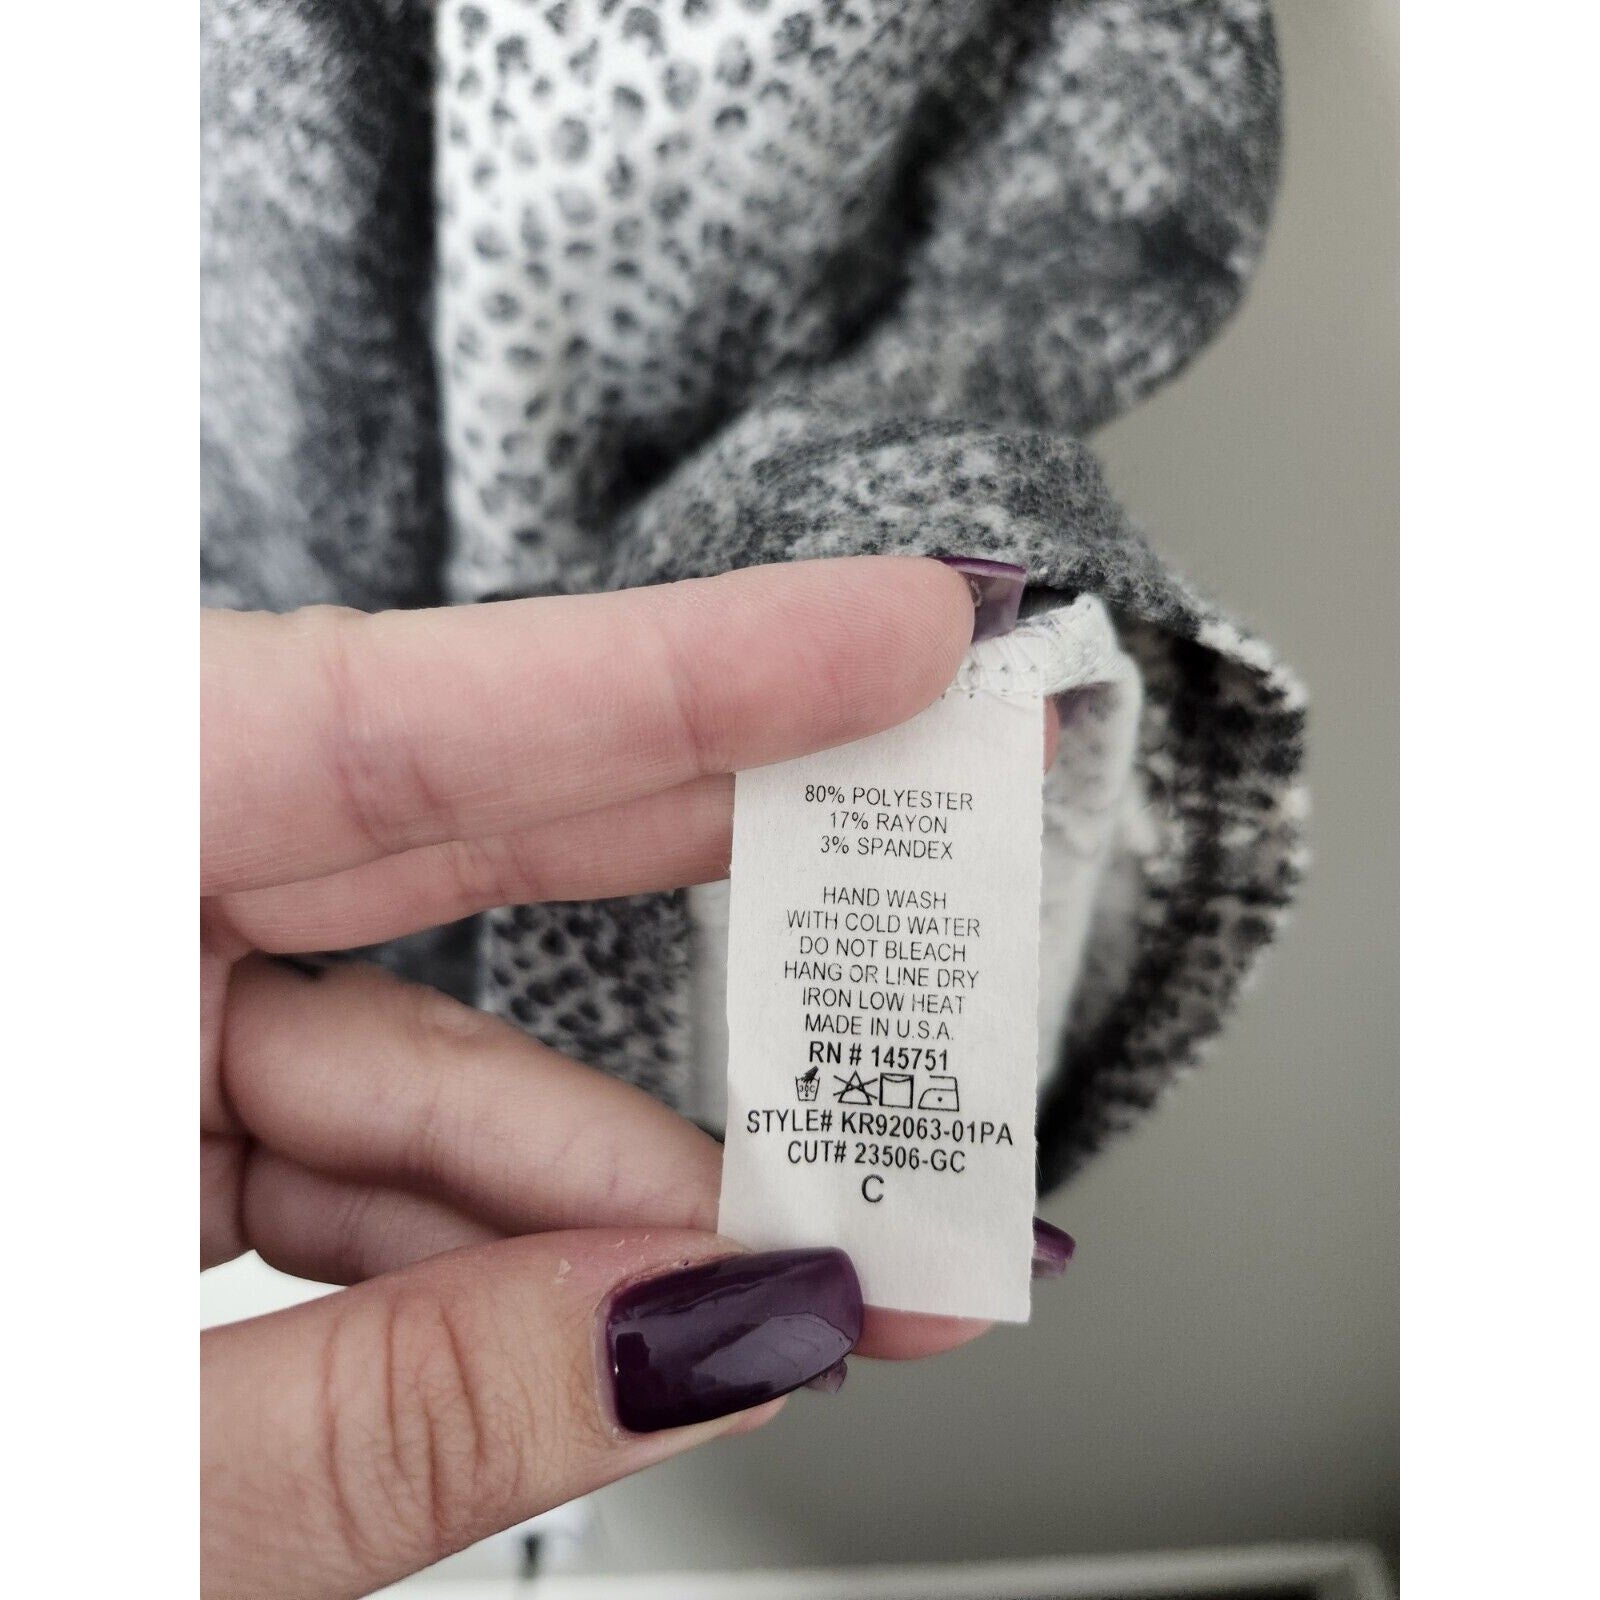 80% POLYESTER
17% RAYON
3% SPANDEX
HAND WASH
WITH COLD WATER
DO NOT BLEACH
HANG OR LINE DRY
IRON LOW HEAT
MADE IN U.S.A.
RN # 145751
30C
STYLE# KR92063-01PA
CUT# 23506-GC
C